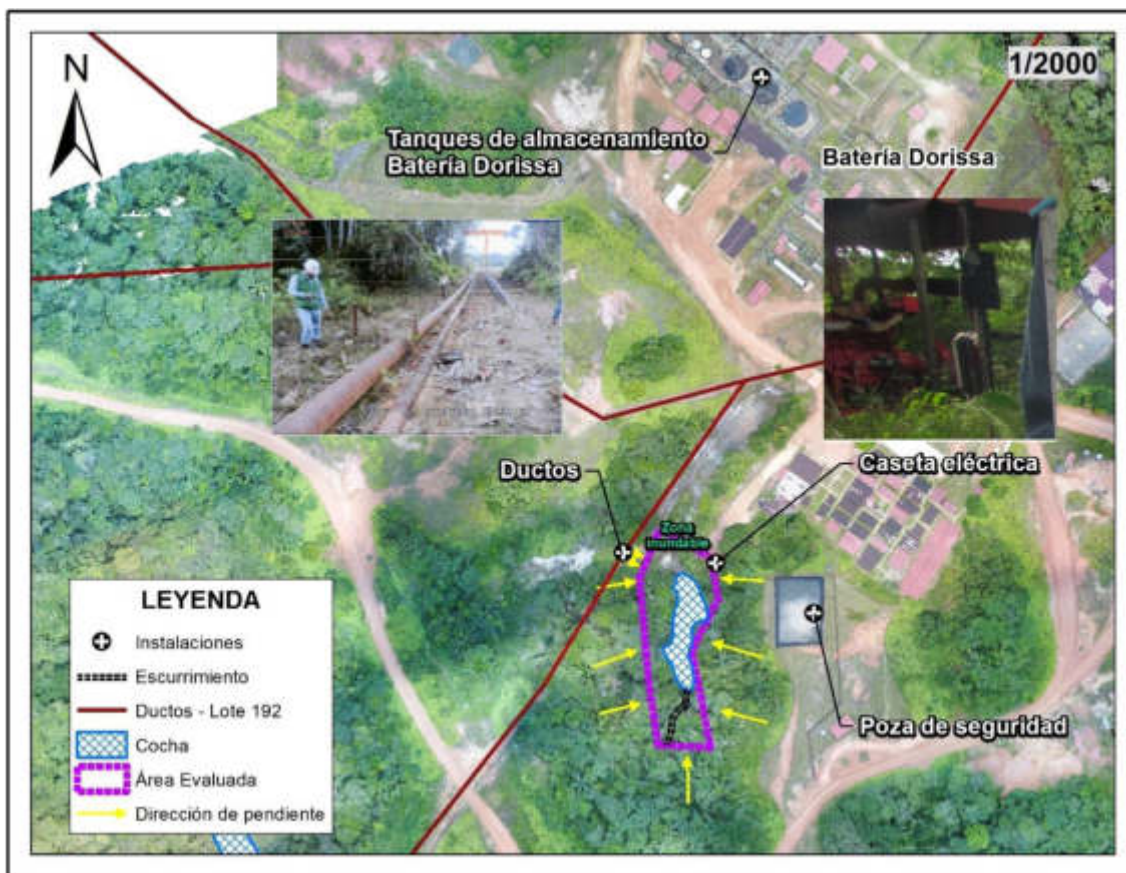 N
1/2000
Tanques de almacenamiento
Batería Dorissa
Batería Dorissa
Ductos
Caseta eléctrica
Zona
inundable
Poza de seguridad
LEYENDA
Instalaciones
Escurrimiento
Ductos - Lote 192
Cocha
Área Evaluada
Dirección de pendiente